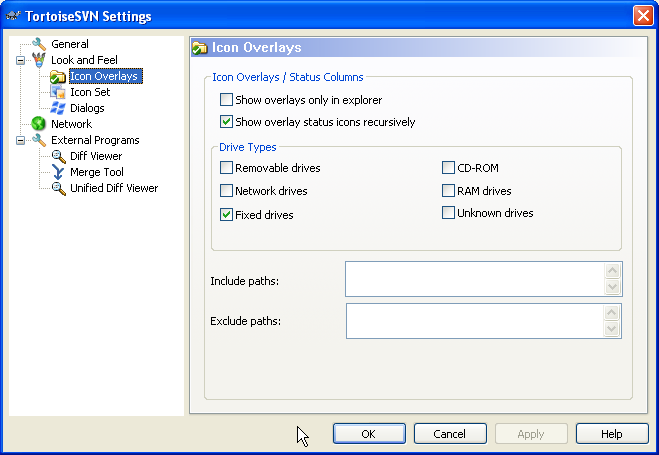 TortoiseSVN Settings
General
Look and Feel
Icon Overlays
Icon Set
Dialogs
Network
External Programs
Diff Viewer
Merge Tool
Unified Diff Viewer
Icon Overlays
Icon Overlays / Status Columns
Show overlays only in explorer
Show overlay status icons recursively
Drive Types
Removable drives
CD-ROM
Network drives
RAM drives
Fixed drives
Unknown drives
Include paths:
Exclude paths:
OK
Cancel
Apply
Help